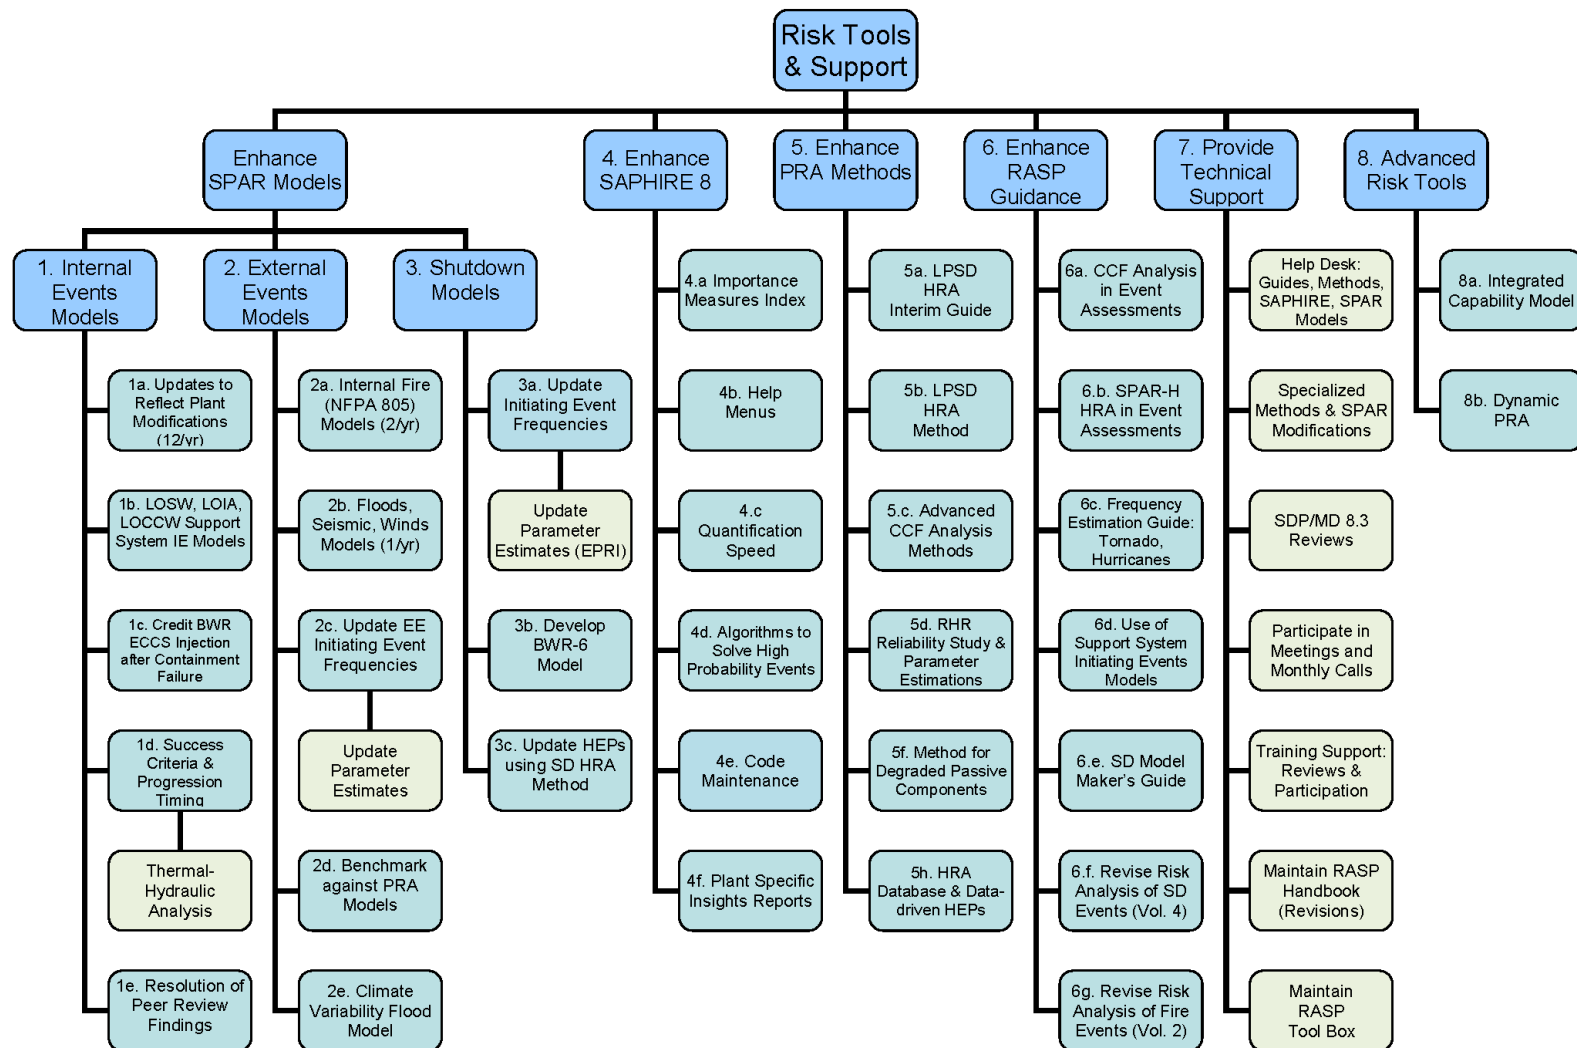 Risk Tools
& Support
Enhance
SPAR Models
4. Enhance
SAPHIRE 8
5. Enhance
PRA Methods
6. Enhance
RASP
Guidance
7. Provide
Technical
Support
8. Advanced
Risk Tools
1. Internal
Events
Models
2. External
Events
Models
3. Shutdown
Models
1a. Updates to
Reflect Plant
Modifications
(12/yr)
1b. LOSW, LOIA,
LOCCW Support
System IE Models
1c. Credit BWR
ECCS Injection
after Containment
Failure
1d. Success
Criteria &
Progression
Timing
Thermal-
Hydraulic
Analysis
1e. Resolution of
Peer Review
Findings
2a. Internal Fire
(NFPA 805)
Models (2/yr)
2b. Floods,
Seismic, Winds
Models (1/yr)
2c. Update EE
Initiating Event
Frequencies
Update
Parameter
Estimates
2d. Benchmark
against PRA
Models
2e. Climate
Variability Flood
Model
3a. Update
Initiating Event
Frequencies
Update
Parameter
Estimates (EPRI)
3b. Develop
BWR-6
Model
3c. Update HEPs
using SD HRA
Method
4.a Importance
Measures Index
4b. Help
Menus
4.c
Quantification
Speed
4d. Algorithms to
Solve High
Probability Events
4e. Code
Maintenance
4f. Plant Specific
Insights Reports
5a. LPSD
HRA
Interim Guide
5b. LPSD
HRA
Method
5.c. Advanced
CCF Analysis
Methods
5d. RHR
Reliability Study &
Parameter
Estimations
5f. Method for
Degraded Passive
Components
5h. HRA
Database & Data-
driven HEPs
6a. CCF Analysis
in Event
Assessments
6.b. SPAR-H
HRA in Event
Assessments
6c. Frequency
Estimation Guide:
Tornado,
Hurricanes
6d. Use of
Support System
Initiating Events
Models
6.e. SD Model
Maker's Guide
6.f. Revise Risk
Analysis of SD
Events (Vol. 4)
6g. Revise Risk
Analysis of Fire
Events (Vol. 2)
Help Desk:
Guides, Methods,
SAPHIRE, SPAR
Models
Specialized
Methods & SPAR
Modifications
SDP/MD 8.3
Reviews
Participate in
Meetings and
Monthly Calls
Training Support:
Reviews &
Participation
Maintain RASP
Handbook
(Revisions)
Maintain
RASP
Tool Box
8a. Integrated
Capability Model
8b. Dynamic
PRA